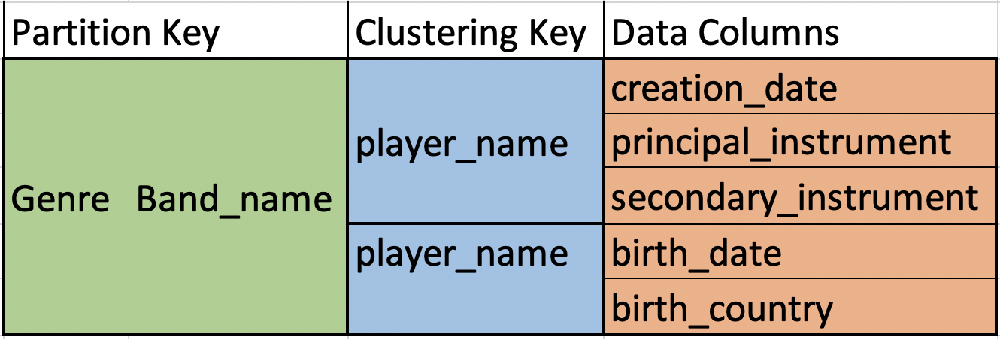 Partition Key Clustering Key Data Columns
creation_date
player_name principal_instrument
Genre Band_name secondary_instrument
player_name birth_date
birth_country